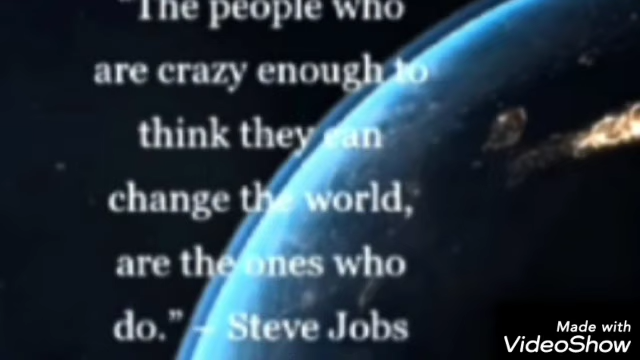 "The people who
are crazy enough to
think they can
change the world,
are the ones who
do.” – Steve Jobs
Made with
VideoShow